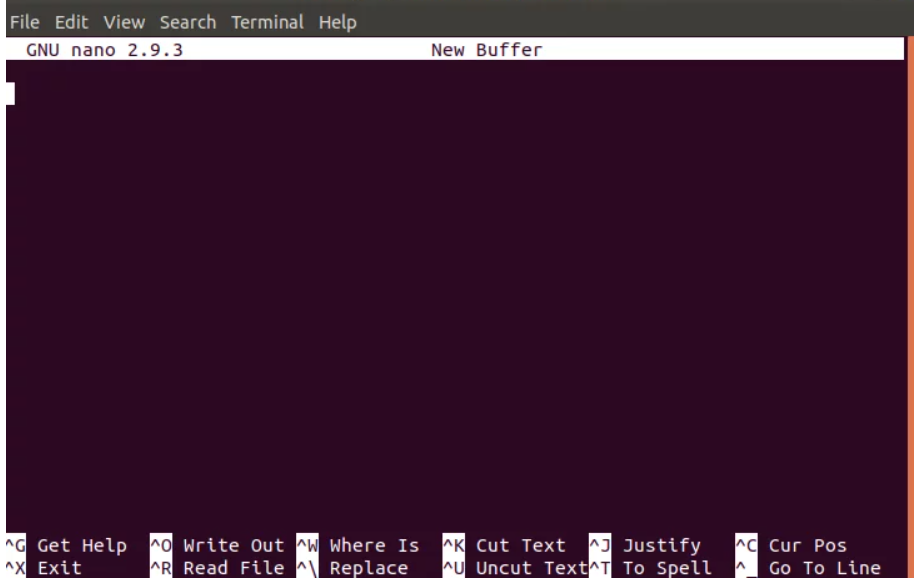 File Edit View Search Terminal Help
GNU nano 2.9.3 New Buffer
^G Get Help ^O Write Out ^W Where Is ^K Cut Text ^J Justify ^C Cur Pos
^X Exit ^R Read File ^\ Replace ^U Uncut Text ^T To Spell ^_ Go To Line